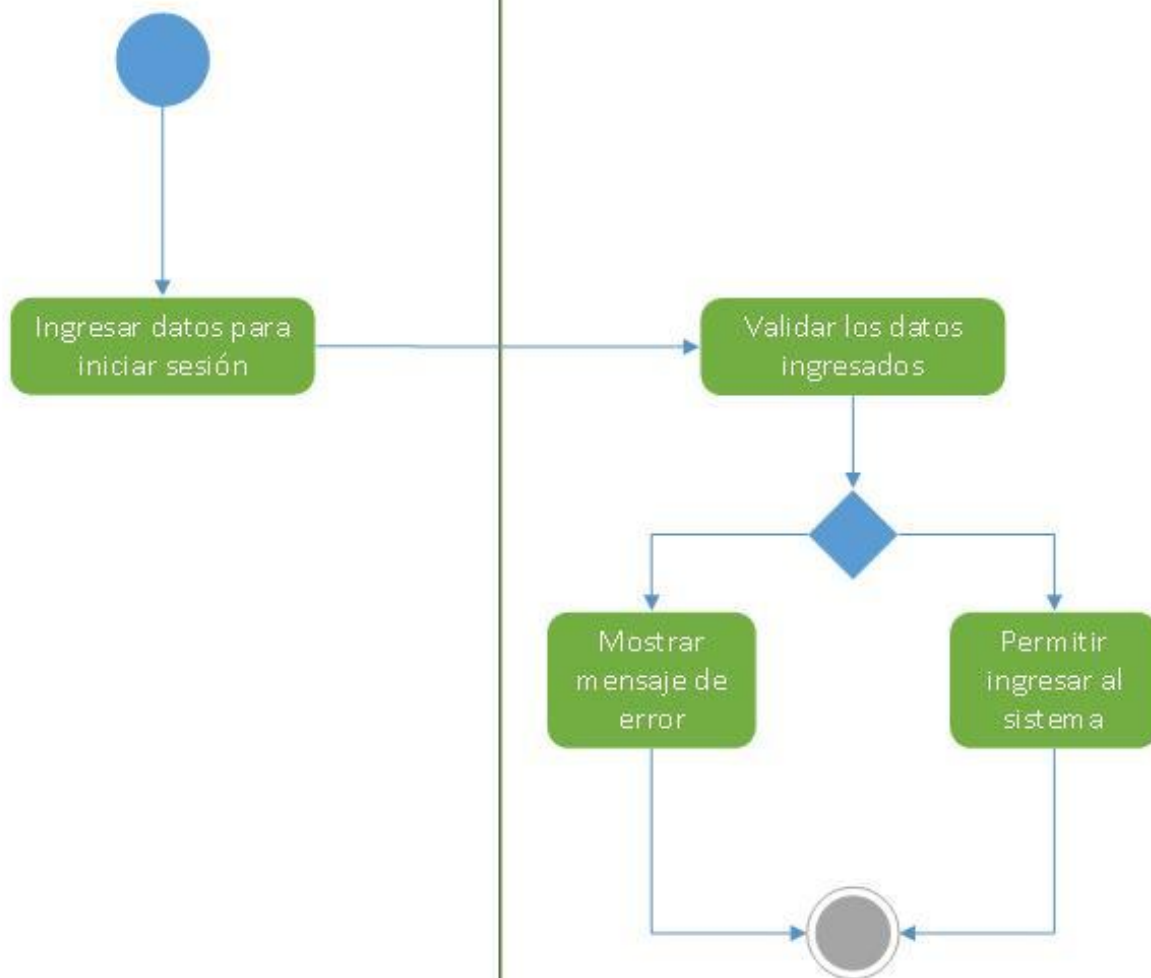 Ingresar datos para
iniciar sesión
Validar los datos
ingresados
Mostrar
mensaje de
error
Permitir
ingresar al
sistema